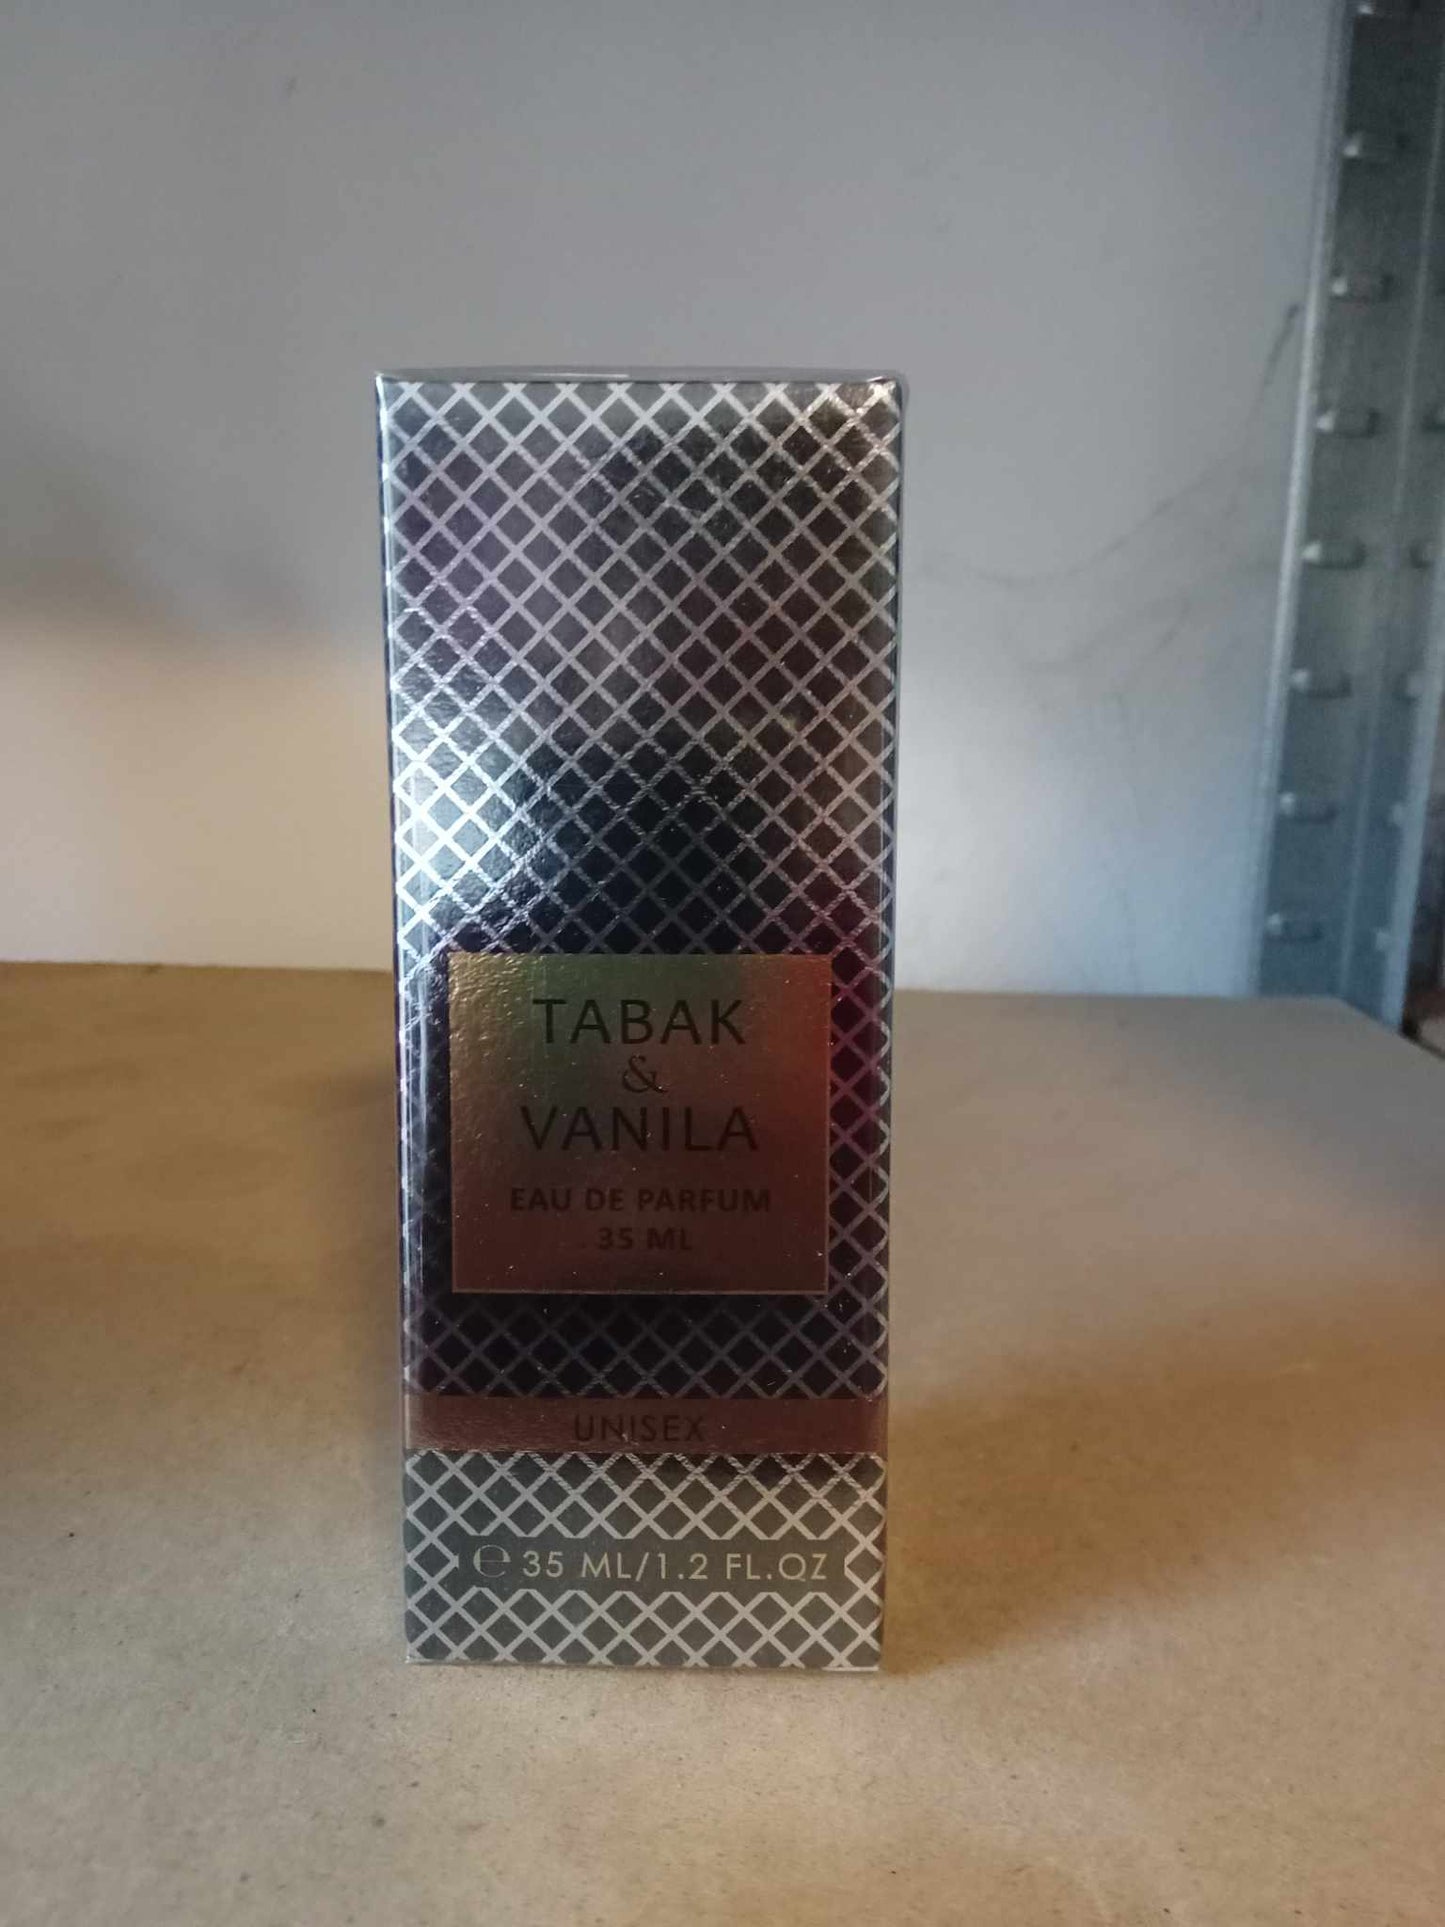 TABAK
&
VANILA
EAU DE PARFUM
35 ML
UNISEX
℮ 35 ML/1.2 FL.OZ